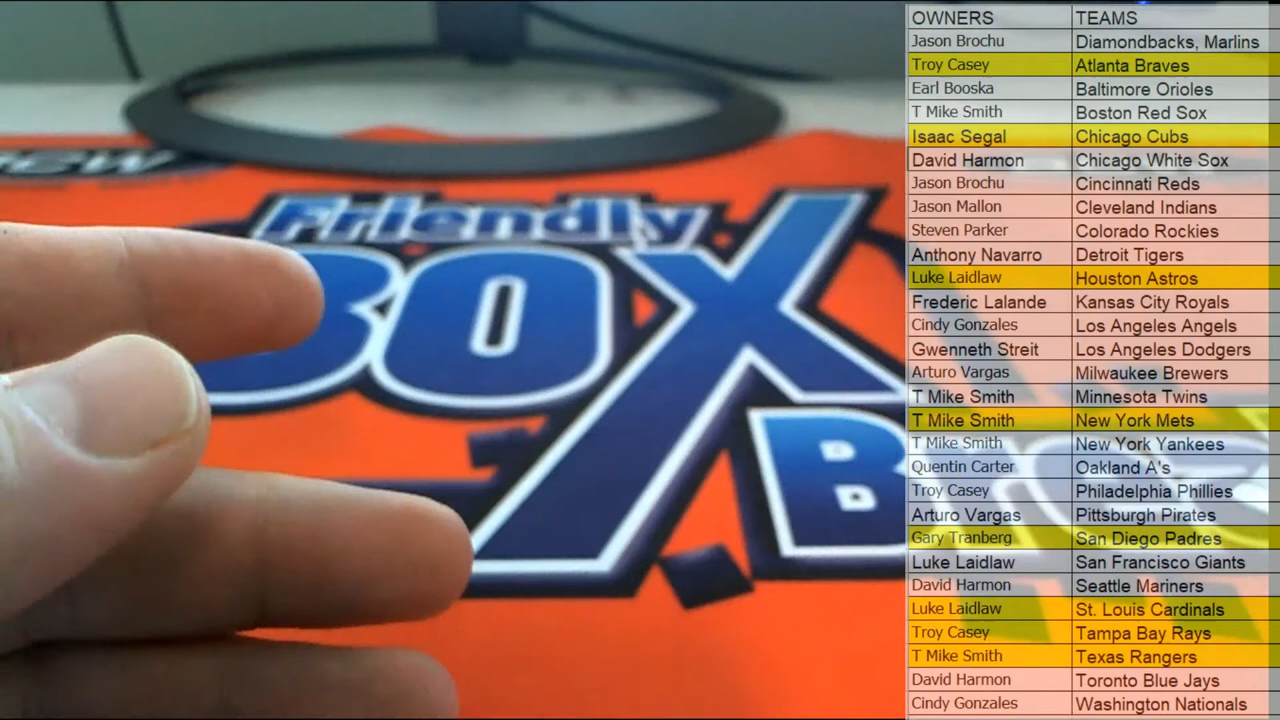 Friendly
BOX
B
OWNERS TEAMS
Jason Brochu Diamondbacks, Marlins
Troy Casey Atlanta Braves
Earl Booska Baltimore Orioles
T Mike Smith Boston Red Sox
Isaac Segal Chicago Cubs
David Harmon Chicago White Sox
Jason Brochu Cincinnati Reds
Jason Mallon Cleveland Indians
Steven Parker Colorado Rockies
Anthony Navarro Detroit Tigers
Luke Laidlaw Houston Astros
Frederic Lalande Kansas City Royals
Cindy Gonzales Los Angeles Angels
Gwenneth Streit Los Angeles Dodgers
Arturo Vargas Milwaukee Brewers
T Mike Smith Minnesota Twins
T Mike Smith New York Mets
T Mike Smith New York Yankees
Quentin Carter Oakland A's
Troy Casey Philadelphia Phillies
Arturo Vargas Pittsburgh Pirates
Gary Tranberg San Diego Padres
Luke Laidlaw San Francisco Giants
David Harmon Seattle Mariners
Luke Laidlaw St. Louis Cardinals
Troy Casey Tampa Bay Rays
T Mike Smith Texas Rangers
David Harmon Toronto Blue Jays
Cindy Gonzales Washington Nationals